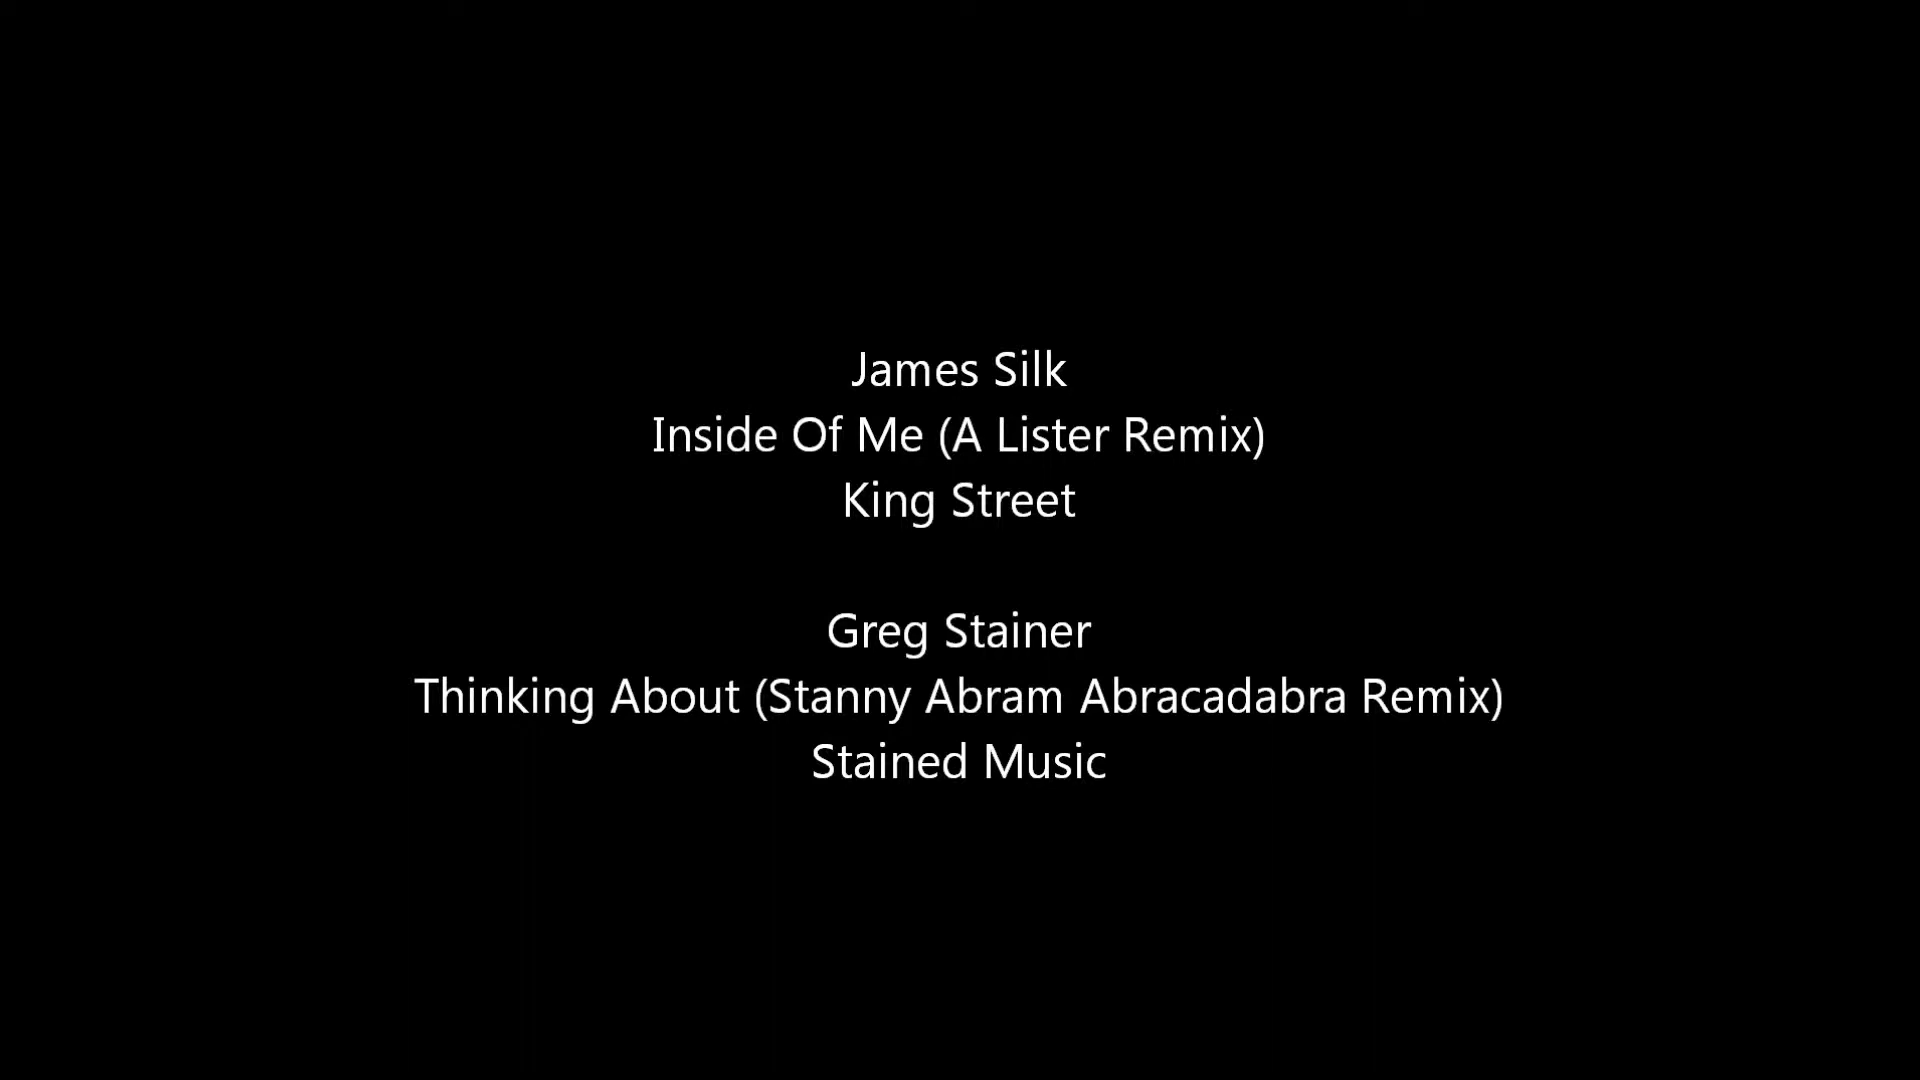 James Silk
Inside Of Me (A Lister Remix)
King Street
Greg Stainer
Thinking About (Stanny Abram Abracadabra Remix)
Stained Music